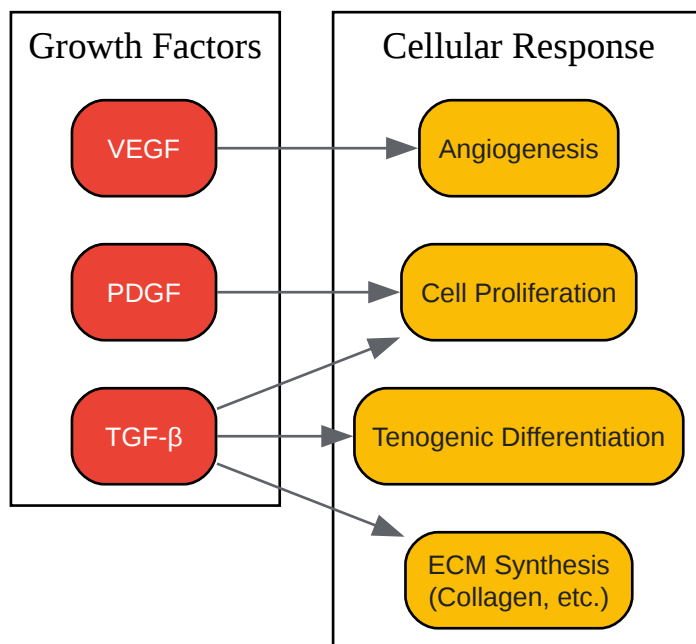 Growth Factors
VEGF
PDGF
TGF-β
Cellular Response
Angiogenesis
Cell Proliferation
Tenogenic Differentiation
ECM Synthesis
(Collagen, etc.)